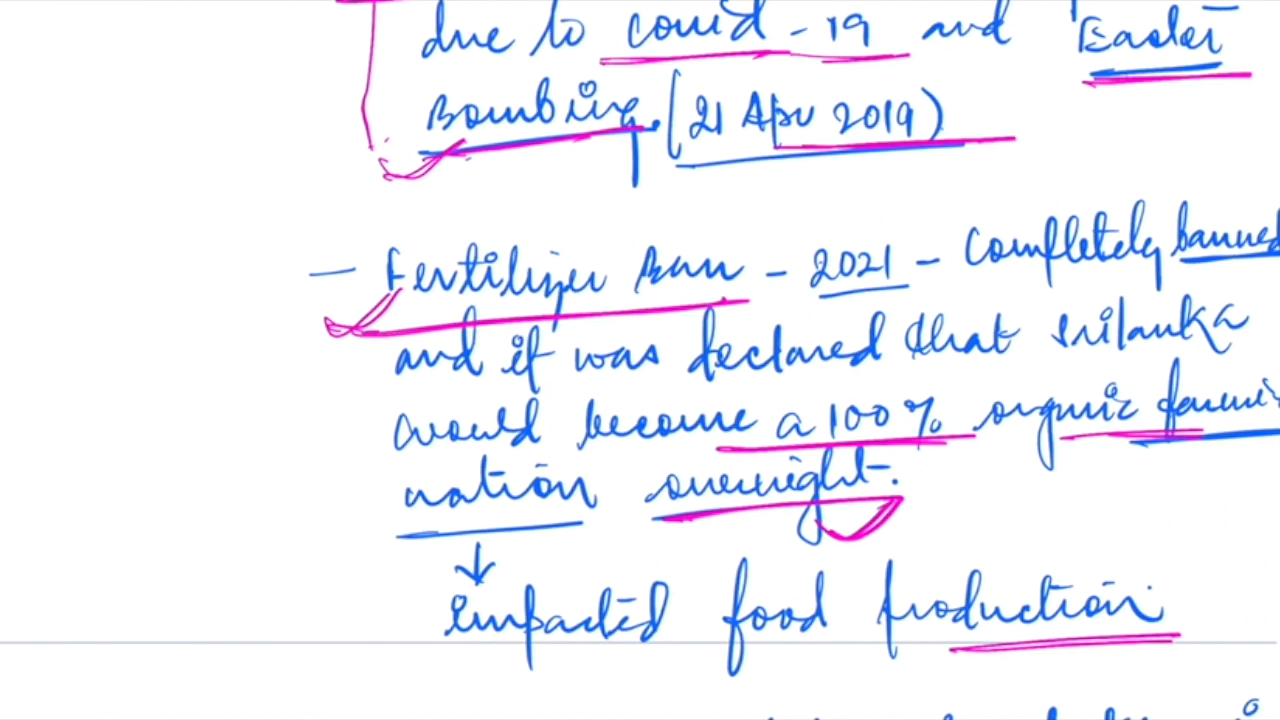 due to covid-19 and Easter
Bombing. (21 Apr 2019)
— Fertilizer Ban - 2021 - Completely banned
and it was declared that Srilanka
would become a 100% organic
nation overnight.
↓
impacted food production